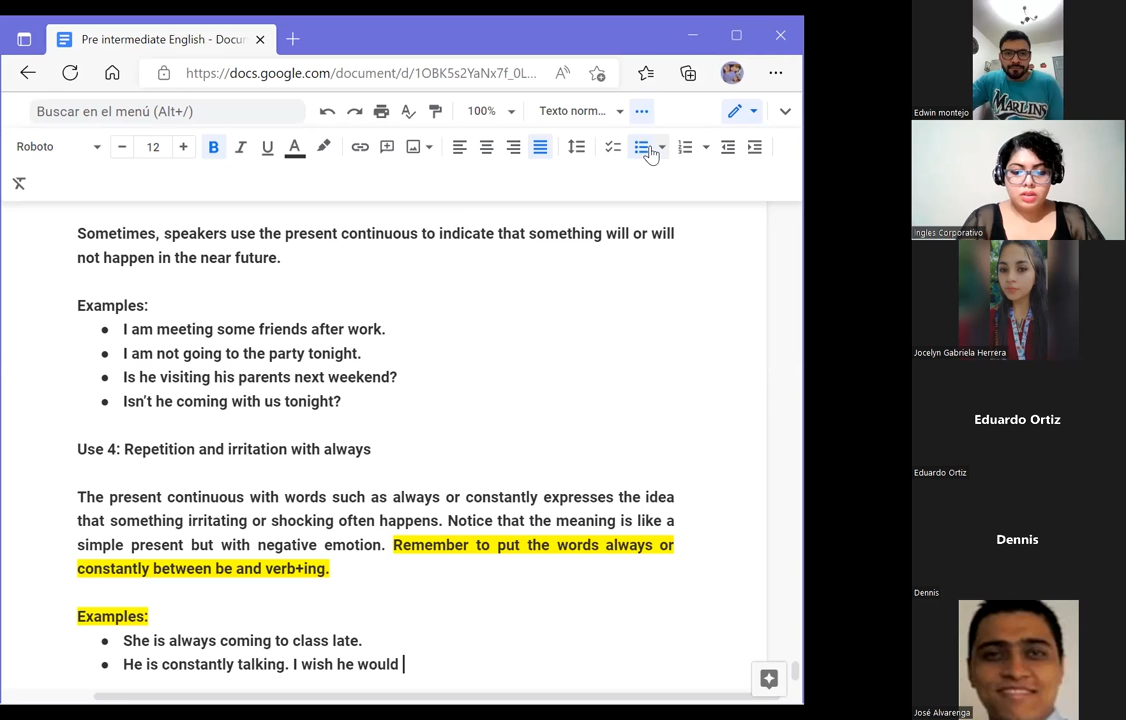 Pre intermediate English - Docu
https://docs.google.com/document/d/1OBK5s2YaNx7f_0L...
Buscar en el menú (Alt+/)
100%
Texto norm...
Roboto
12
B
I
U
A
Sometimes, speakers use the present continuous to indicate that something will or will
not happen in the near future.
Examples:
● I am meeting some friends after work.
● I am not going to the party tonight.
● Is he visiting his parents next weekend?
● Isn't he coming with us tonight?
Use 4: Repetition and irritation with always
The present continuous with words such as always or constantly expresses the idea
that something irritating or shocking often happens. Notice that the meaning is like a
simple present but with negative emotion. Remember to put the words always or
constantly between be and verb+ing.
Examples:
● She is always coming to class late.
● He is constantly talking. I wish he would
MARLINS
Edwin montejo
Ingles Corporativo
Jocelyn Gabriela Herrera
Eduardo Ortiz
Eduardo Ortiz
Dennis
Dennis
José Alvarenga